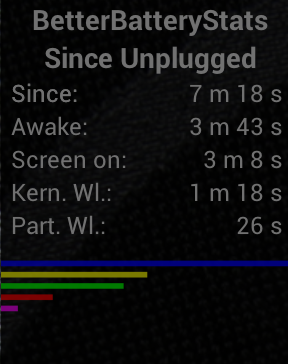 BetterBatteryStats
Since Unplugged
Since: 7 m 18 s
Awake: 3 m 43 s
Screen on: 3 m 8 s
Kern. Wl.: 1 m 18 s
Part. Wl.: 26 s